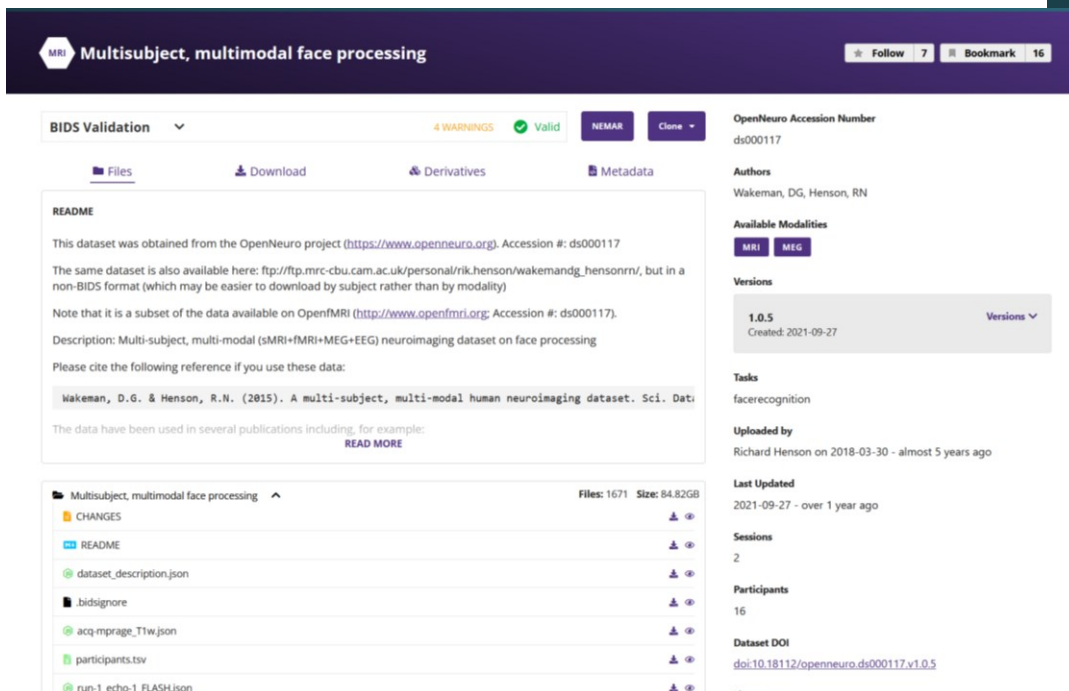 MRI Multisubject, multimodal face processing
Follow 7 Bookmark 16
BIDS Validation 4 WARNINGS Valid NEMAR Clone
Files Download Derivatives Metadata
README
This dataset was obtained from the OpenNeuro project (https://www.openneuro.org). Accession #: ds000117
The same dataset is also available here: ftp://ftp.mrc-cbu.cam.ac.uk/personal/rik.henson/wakemandg_hensonrn/, but in a
non-BIDS format (which may be easier to download by subject rather than by modality)
Note that it is a subset of the data available on OpenfMRI (http://www.openfmri.org; Accession #: ds000117).
Description: Multi-subject, multi-modal (sMRI+fMRI+MEG+EEG) neuroimaging dataset on face processing
Please cite the following reference if you use these data:
Wakeman, D.G. & Henson, R.N. (2015). A multi-subject, multi-modal human neuroimaging dataset. Sci. Data
The data have been used in several publications including, for example:
READ MORE
Multisubject, multimodal face processing Files: 1671 Size: 84.82GB
CHANGES
README
dataset_description.json
.bidsignore
acq-mprage_T1w.json
participants.tsv
run-1_echo-1_FLASH.json
OpenNeuro Accession Number
ds000117
Authors
Wakeman, DG, Henson, RN
Available Modalities
MRI MEG
Versions
1.0.5 Versions
Created: 2021-09-27
Tasks
facerecognition
Uploaded by
Richard Henson on 2018-03-30 - almost 5 years ago
Last Updated
2021-09-27 - over 1 year ago
Sessions
2
Participants
16
Dataset DOI
doi:10.18112/openneuro.ds000117.v1.0.5